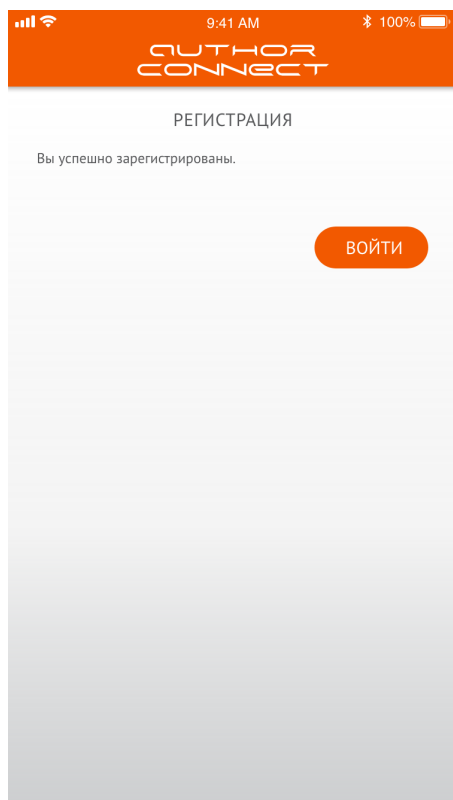 9:41 AM 100%
AUTHOR
CONNECT
РЕГИСТРАЦИЯ
Вы успешно зарегистрированы.
ВОЙТИ